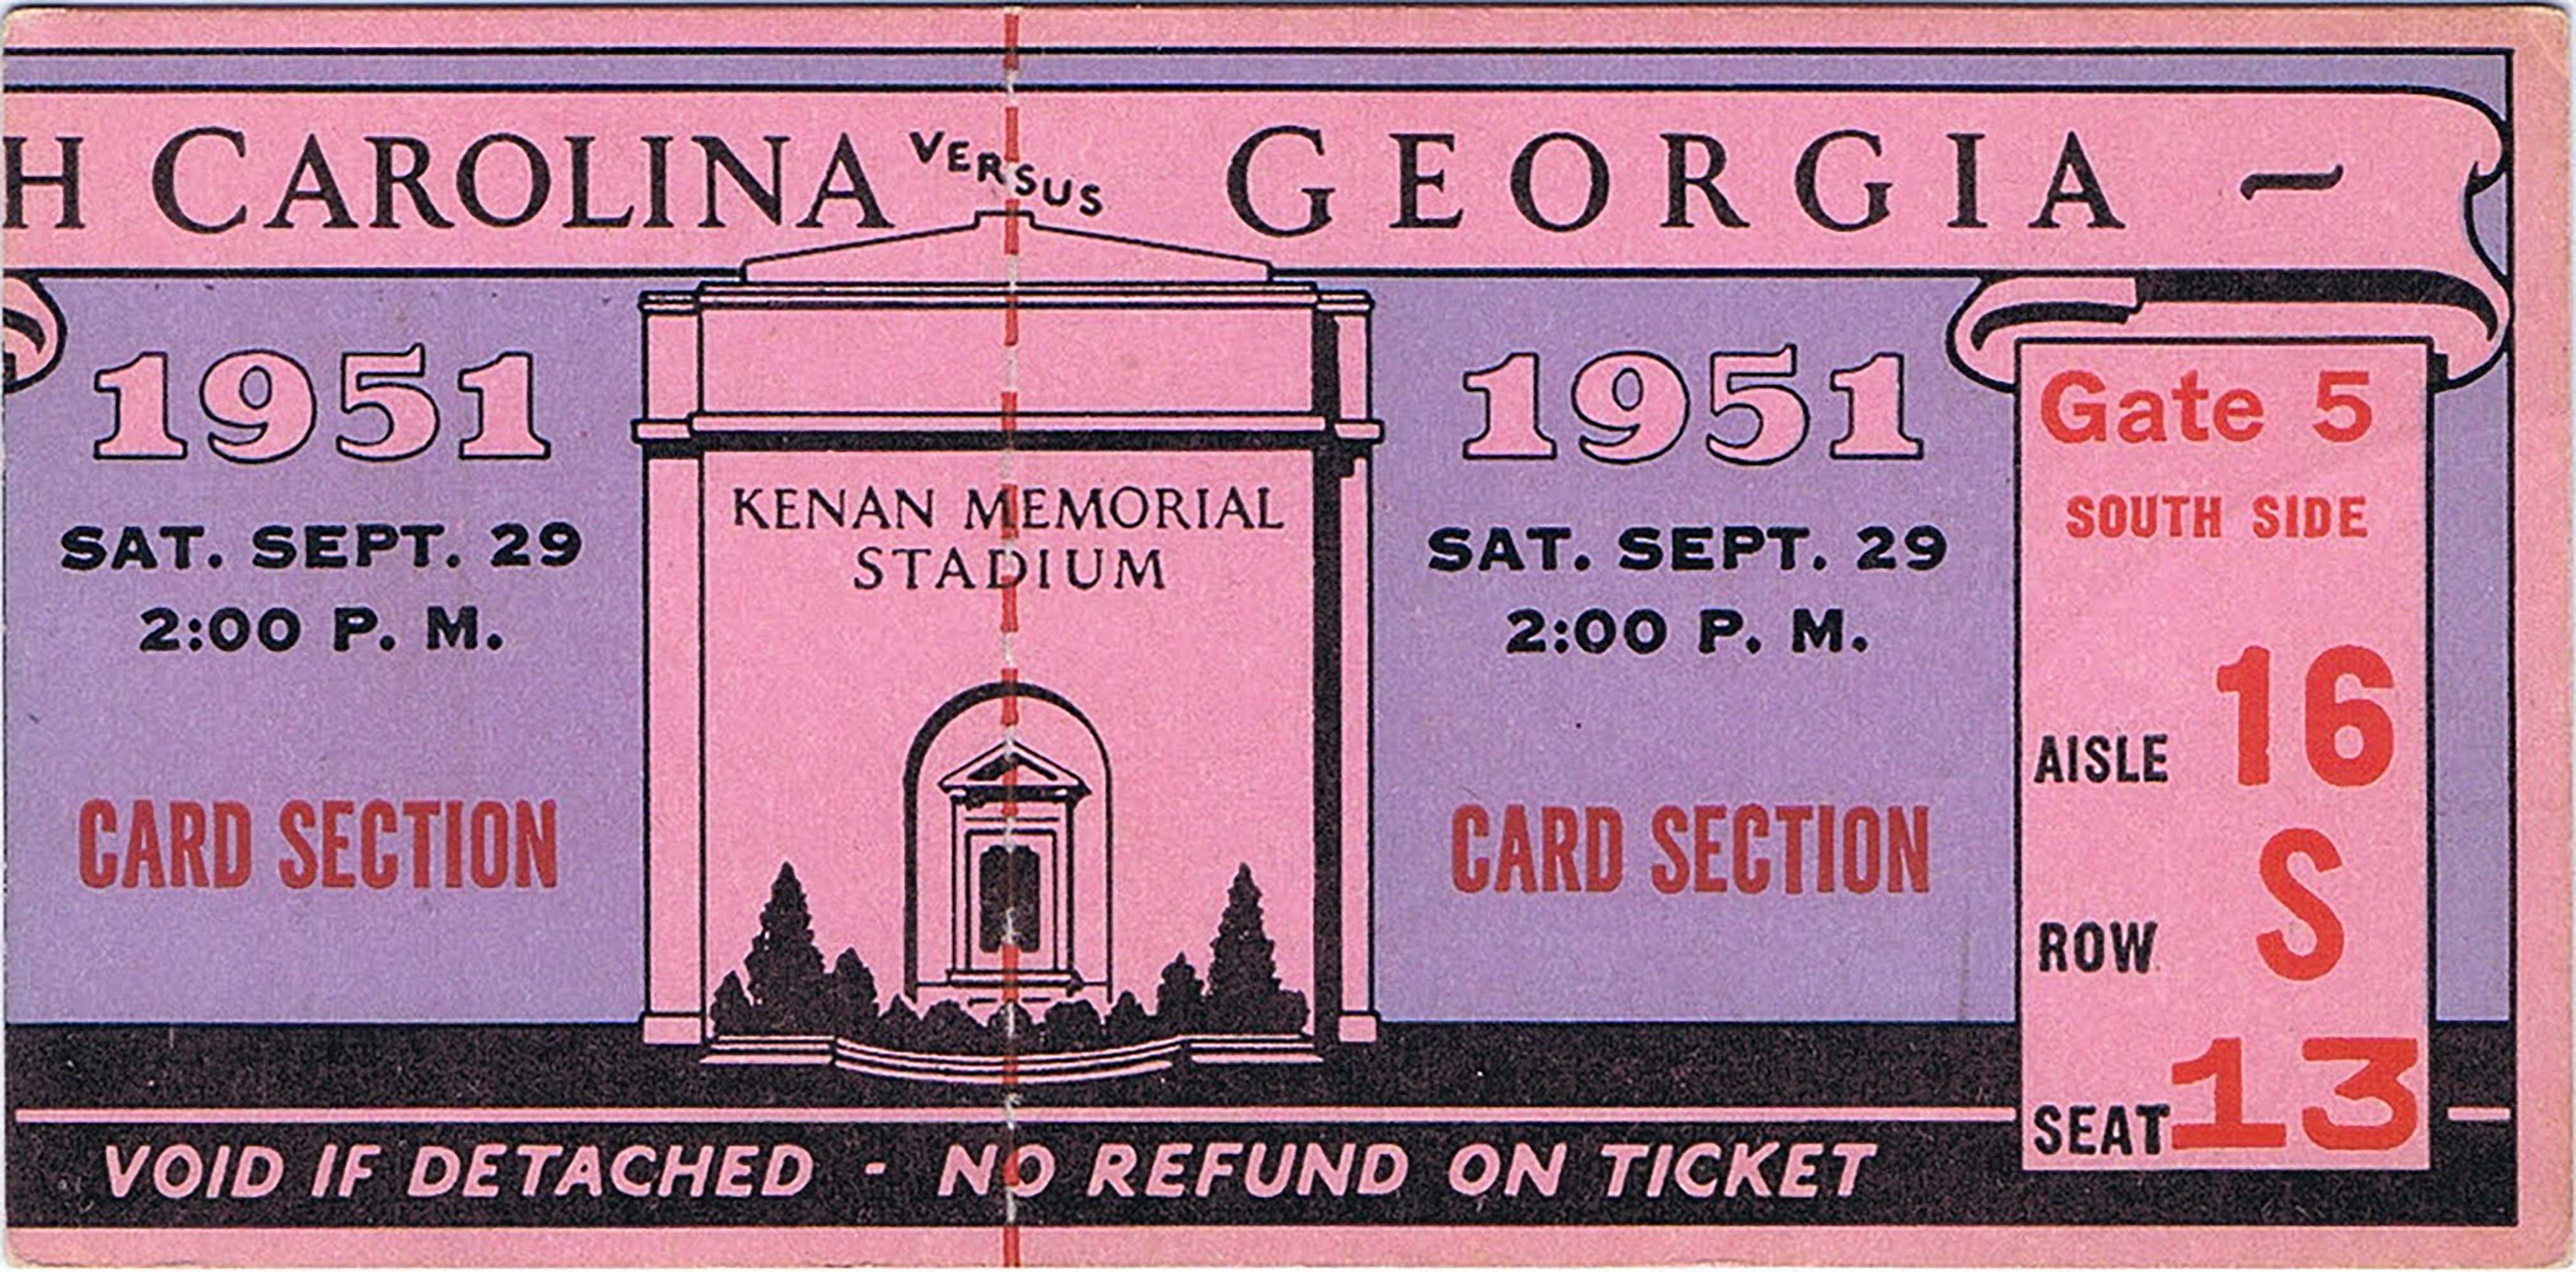 H CAROLINA VERSUS GEORGIA ~
1951
SAT. SEPT. 29
2:00 P. M.
CARD SECTION
KENAN MEMORIAL
STADIUM
1951
SAT. SEPT. 29
2:00 P. M.
CARD SECTION
Gate 5
SOUTH SIDE
AISLE 16
ROW S
SEAT 13
VOID IF DETACHED - NO REFUND ON TICKET